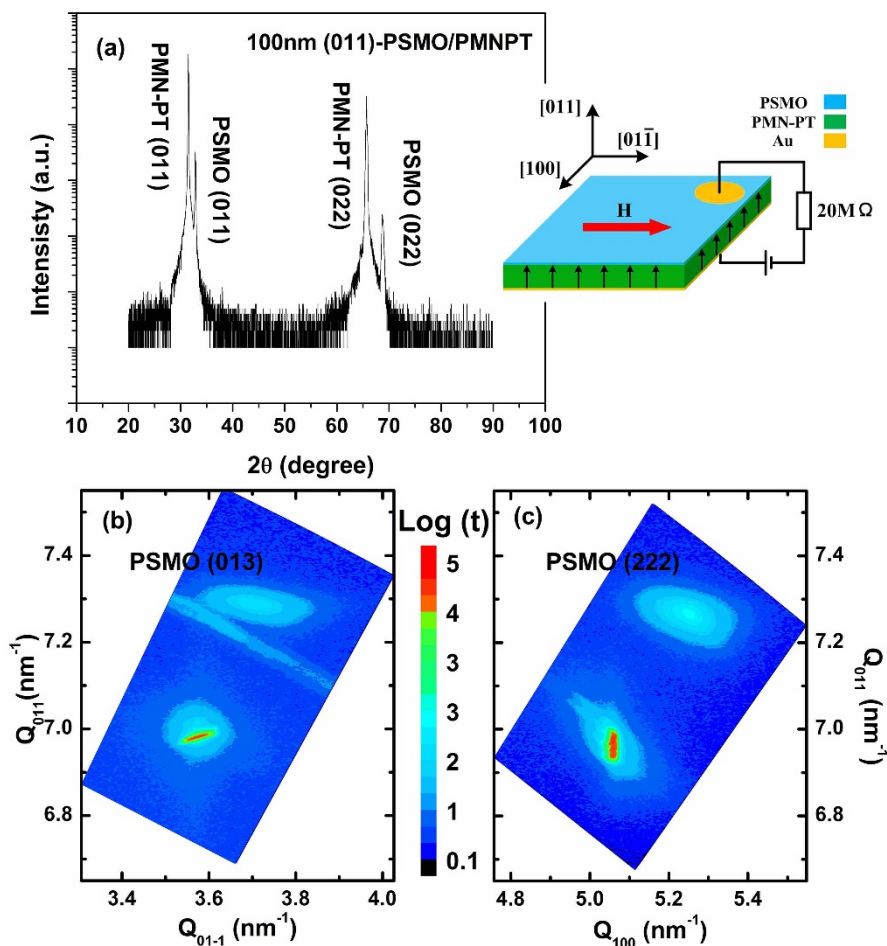 (a)
100nm (011)-PSMO/PMNPT
PMN-PT (011)
PSMO (011)
PMN-PT (022)
PSMO (022)
Intensisty (a.u.)
10 20 30 40 50 60 70 80 90 100
2θ (degree)
[011]
[011̄]
[100]
PSMO
PMN-PT
Au
H
20M Ω
(b)
PSMO (013)
7.4
7.2
7.0
6.8
Q011(nm⁻¹)
3.4 3.6 3.8 4.0
Q01-1 (nm⁻¹)
Log (t)
5
4
3
3
2
1
0.1
(c)
PSMO (222)
7.4
7.2
7.0
6.8
Q011 (nm⁻¹)
4.8 5.0 5.2 5.4
Q100 (nm⁻¹)